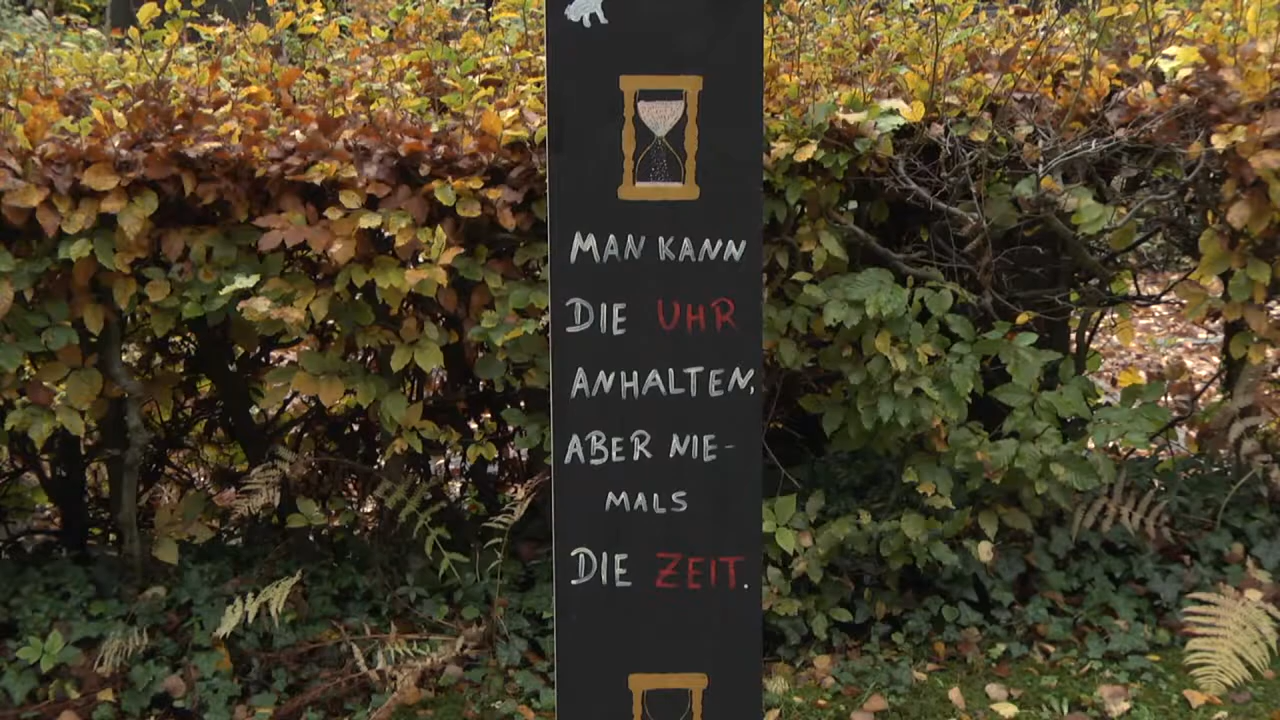 MAN KANN
DIE UHR
ANHALTEN,
ABER NIE-
MALS
DIE ZEIT.